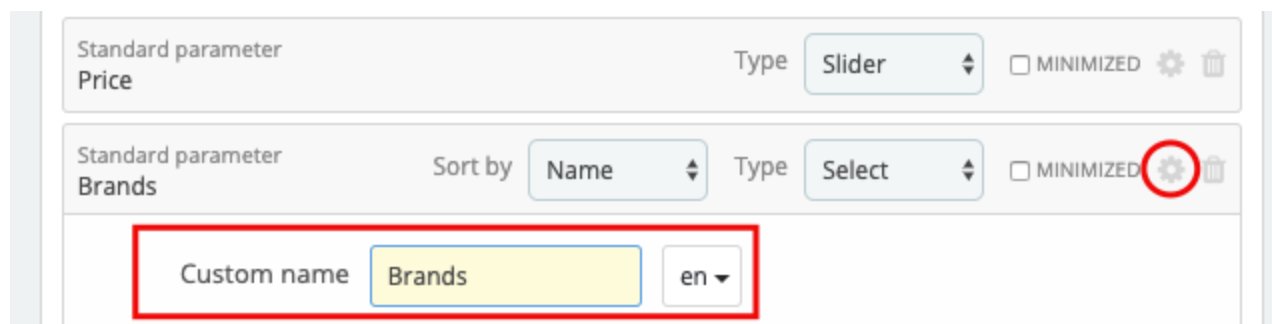 Standard parameter
Price
Type Slider MINIMIZED
Standard parameter
Brands
Sort by Name Type Select MINIMIZED
Custom name Brands en